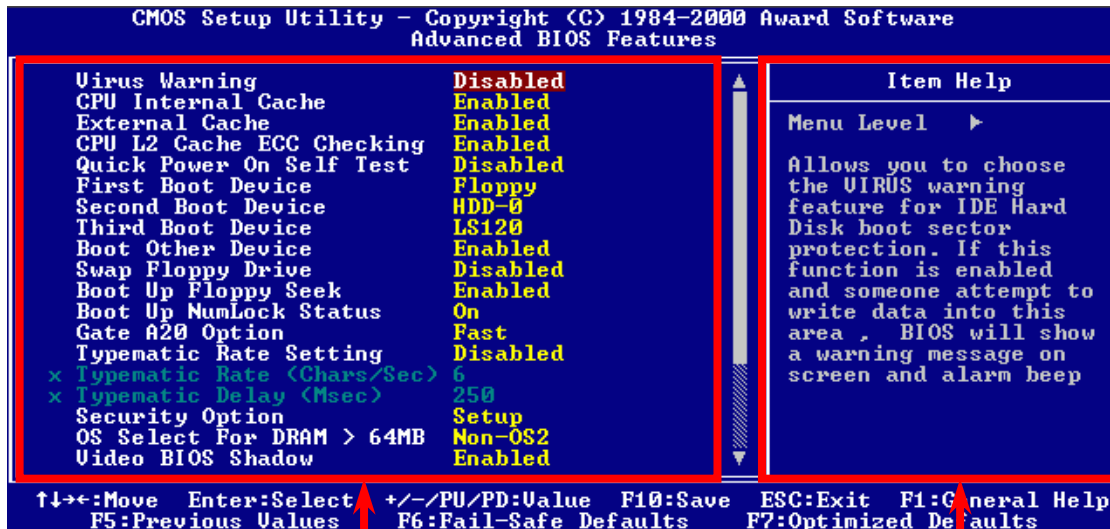 CMOS Setup Utility – Copyright (C) 1984-2000 Award Software
Advanced BIOS Features
Virus Warning Disabled
CPU Internal Cache Enabled
External Cache Enabled
CPU L2 Cache ECC Checking Enabled
Quick Power On Self Test Disabled
First Boot Device Floppy
Second Boot Device HDD-0
Third Boot Device LS120
Boot Other Device Enabled
Swap Floppy Drive Disabled
Boot Up Floppy Seek Enabled
Boot Up NumLock Status On
Gate A20 Option Fast
Typematic Rate Setting Disabled
x Typematic Rate (Chars/Sec) 6
x Typematic Delay (Msec) 250
Security Option Setup
OS Select For DRAM > 64MB Non-OS2
Video BIOS Shadow Enabled
Item Help
Menu Level ►
Allows you to choose
the VIRUS warning
feature for IDE Hard
Disk boot sector
protection. If this
function is enabled
and someone attempt to
write data into this
area , BIOS will show
a warning message on
screen and alarm beep
↑↓→←:Move Enter:Select +/-/PU/PD:Value F10:Save ESC:Exit F1:General Help
F5:Previous Values F6:Fail-Safe Defaults F7:Optimized Defaults